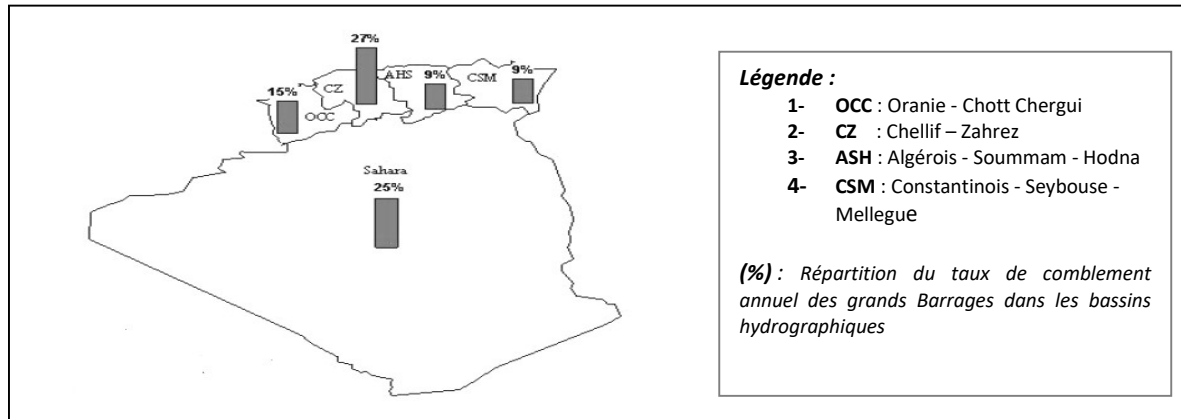 27%
AHS
9%
CSM
9%
CZ
15%
OCC
Sahara
25%
Légende :
1- OCC : Oranie - Chott Chergui
2- CZ : Chellif – Zahrez
3- ASH : Algérois - Soummam - Hodna
4- CSM : Constantinois - Seybouse -
Mellegue
(%) : Répartition du taux de comblement
annuel des grands Barrages dans les bassins
hydrographiques